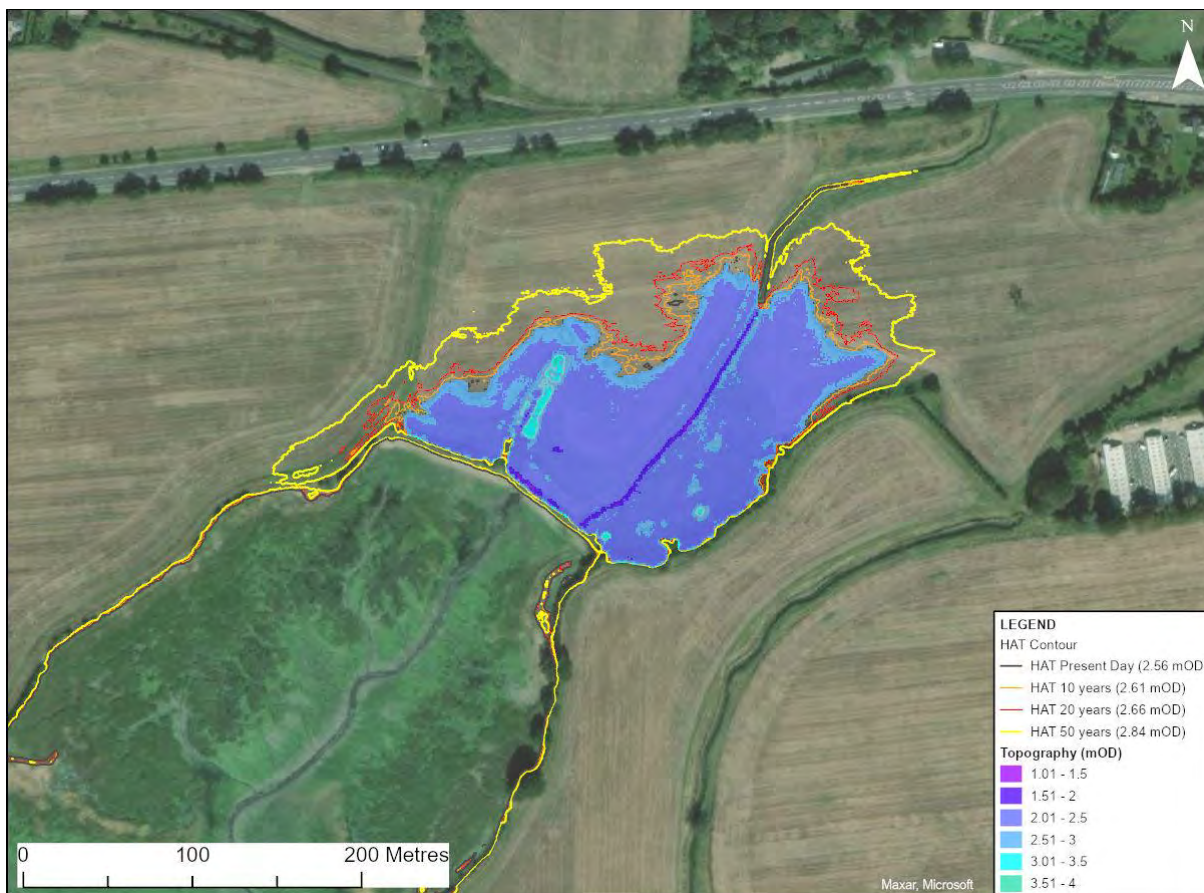 N
LEGEND
HAT Contour
HAT Present Day (2.56 mOD
HAT 10 years (2.61 mOD)
HAT 20 years (2.66 mOD)
HAT 50 years (2.84 mOD)
Topography (mOD)
1.01 - 1.5
1.51 - 2
2.01 - 2.5
2.51 - 3
3.01 - 3.5
3.51 - 4
0 100 200 Metres
Maxar, Microsoft